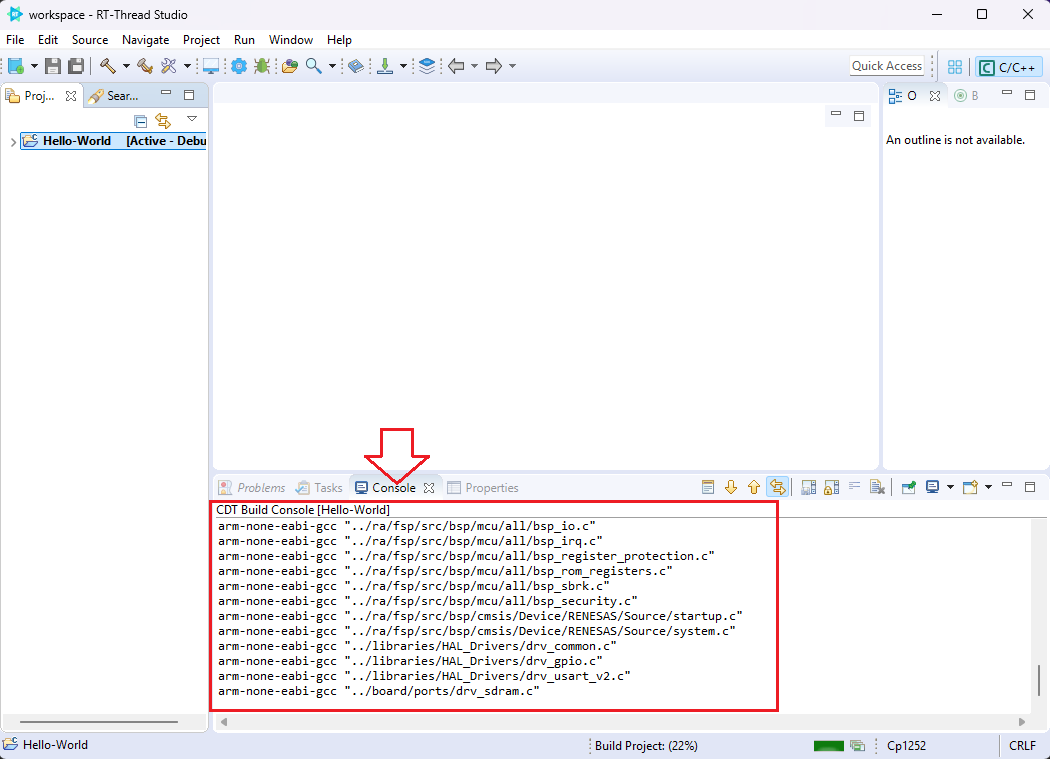 workspace - RT-Thread Studio
File Edit Source Navigate Project Run Window Help
Quick Access
C/C++
Proj...
Sear...
O
B
Hello-World [Active - Debu
An outline is not available.
Problems Tasks Console Properties
CDT Build Console [Hello-World]
arm-none-eabi-gcc "../ra/fsp/src/bsp/mcu/all/bsp_io.c"
arm-none-eabi-gcc "../ra/fsp/src/bsp/mcu/all/bsp_irq.c"
arm-none-eabi-gcc "../ra/fsp/src/bsp/mcu/all/bsp_register_protection.c"
arm-none-eabi-gcc "../ra/fsp/src/bsp/mcu/all/bsp_rom_registers.c"
arm-none-eabi-gcc "../ra/fsp/src/bsp/mcu/all/bsp_sbrk.c"
arm-none-eabi-gcc "../ra/fsp/src/bsp/mcu/all/bsp_security.c"
arm-none-eabi-gcc "../ra/fsp/src/bsp/cmsis/Device/RENESAS/Source/startup.c"
arm-none-eabi-gcc "../ra/fsp/src/bsp/cmsis/Device/RENESAS/Source/system.c"
arm-none-eabi-gcc "../libraries/HAL_Drivers/drv_common.c"
arm-none-eabi-gcc "../libraries/HAL_Drivers/drv_gpio.c"
arm-none-eabi-gcc "../libraries/HAL_Drivers/drv_usart_v2.c"
arm-none-eabi-gcc "../board/ports/drv_sdram.c"
Hello-World
Build Project: (22%)
Cp1252
CRLF